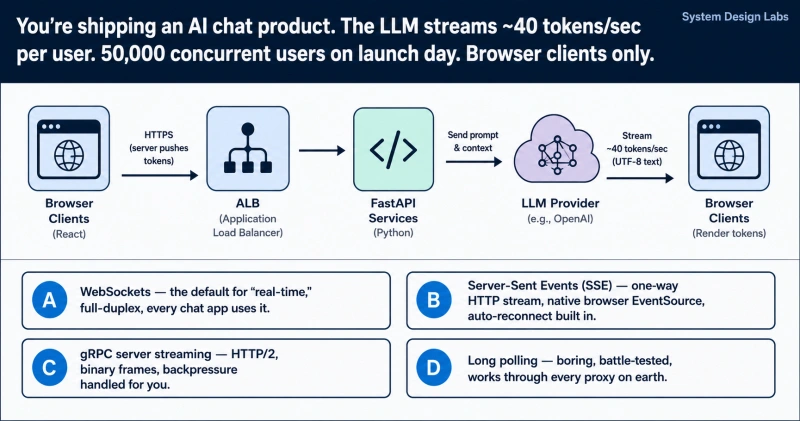 You're shipping an AI chat product. The LLM streams ~40 tokens/sec
per user. 50,000 concurrent users on launch day. Browser clients only.
System Design Labs
HTTPS
(server pushes
tokens)
Send prompt
& context
Stream
~40 tokens/sec
(UTF-8 text)
</>
Browser
Clients
(React)
ALB
(Application
Load Balancer)
FastAPI
Services
(Python)
LLM Provider
(e.g., OpenAI)
Browser
Clients
(Render tokens)
A
WebSockets — the default for “real-time,”
full-duplex, every chat app uses it.
B
Server-Sent Events (SSE) — one-way
HTTP stream, native browser EventSource,
auto-reconnect built in.
C
gRPC server streaming — HTTP/2,
binary frames, backpressure
handled for you.
D
Long polling — boring, battle-tested,
works through every proxy on earth.